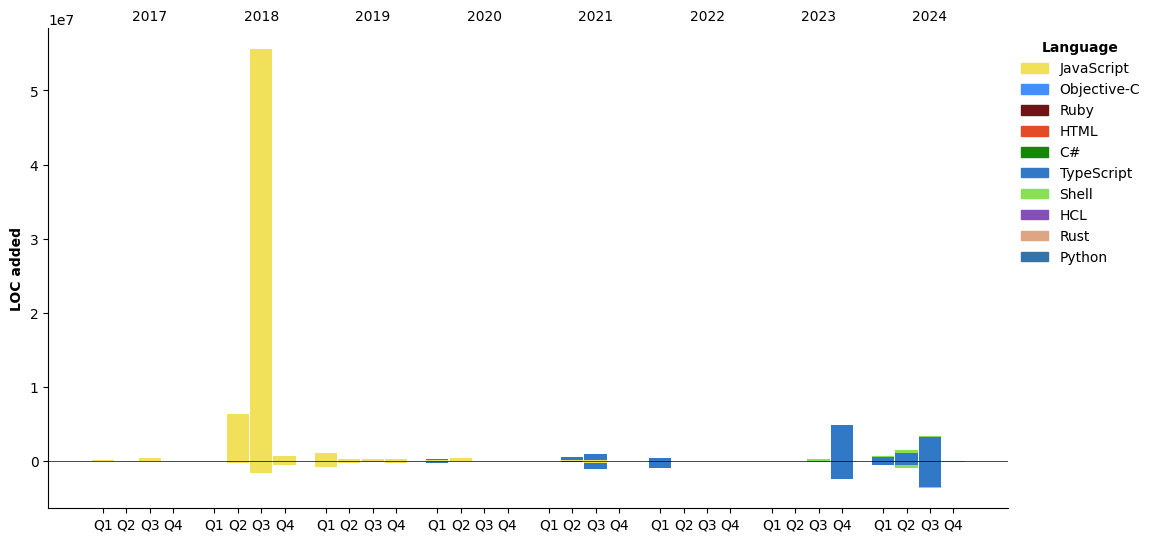 1e7
2017 2018 2019 2020 2021 2022 2023 2024
Language
JavaScript
Objective-C
Ruby
HTML
C#
TypeScript
Shell
HCL
Rust
Python
LOC added
5
4
3
2
1
0
Q1 Q2 Q3 Q4 Q1 Q2 Q3 Q4 Q1 Q2 Q3 Q4 Q1 Q2 Q3 Q4 Q1 Q2 Q3 Q4 Q1 Q2 Q3 Q4 Q1 Q2 Q3 Q4 Q1 Q2 Q3 Q4